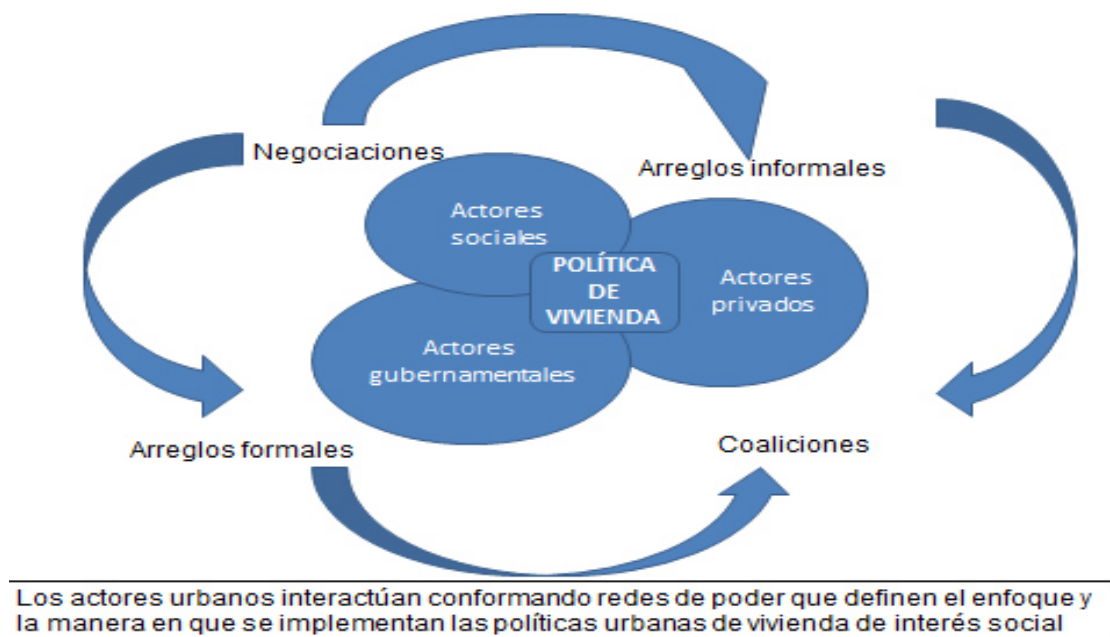 Negociaciones
Arreglos informales
Actores
sociales
POLÍTICA
DE
VIVIENDA
Actores
privados
Actores
gubernamentales
Arreglos formales
Coaliciones
Los actores urbanos interactúan conformando redes de poder que definen el enfoque y
la manera en que se implementan las políticas urbanas de vivienda de interés social